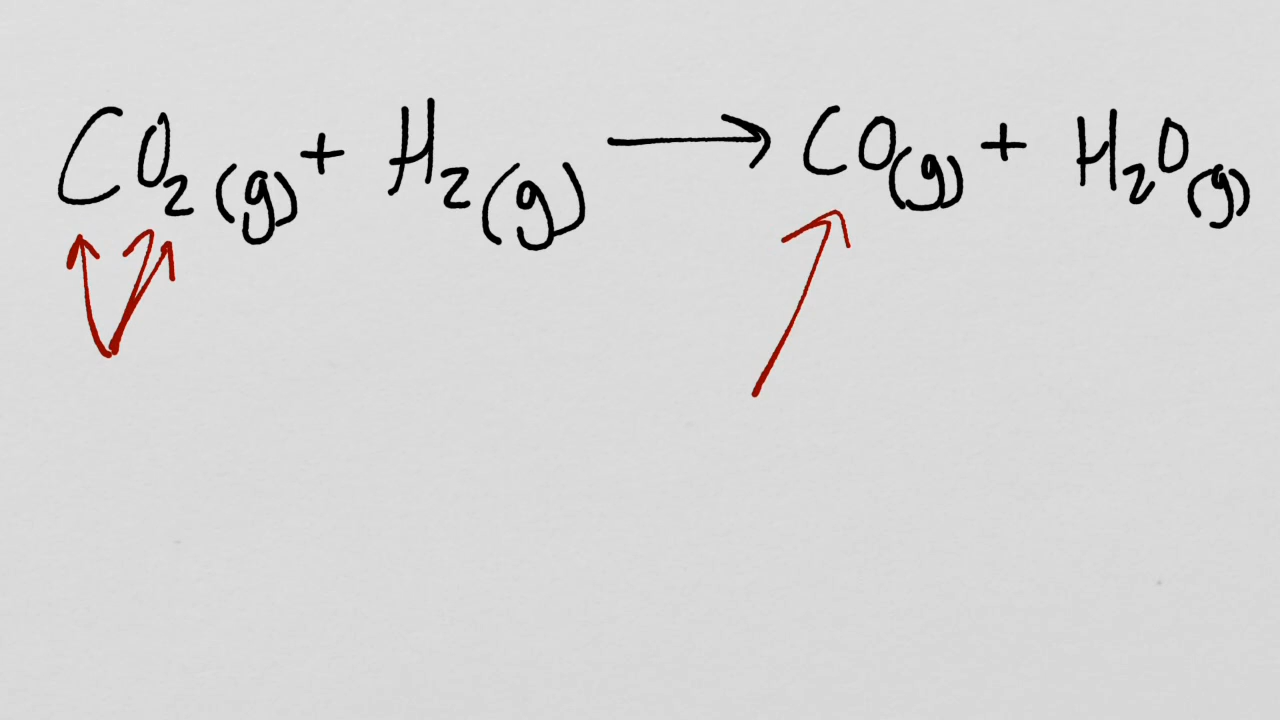 CO₂(g) + H₂(g) ⟶ CO(g) + H₂O(g)